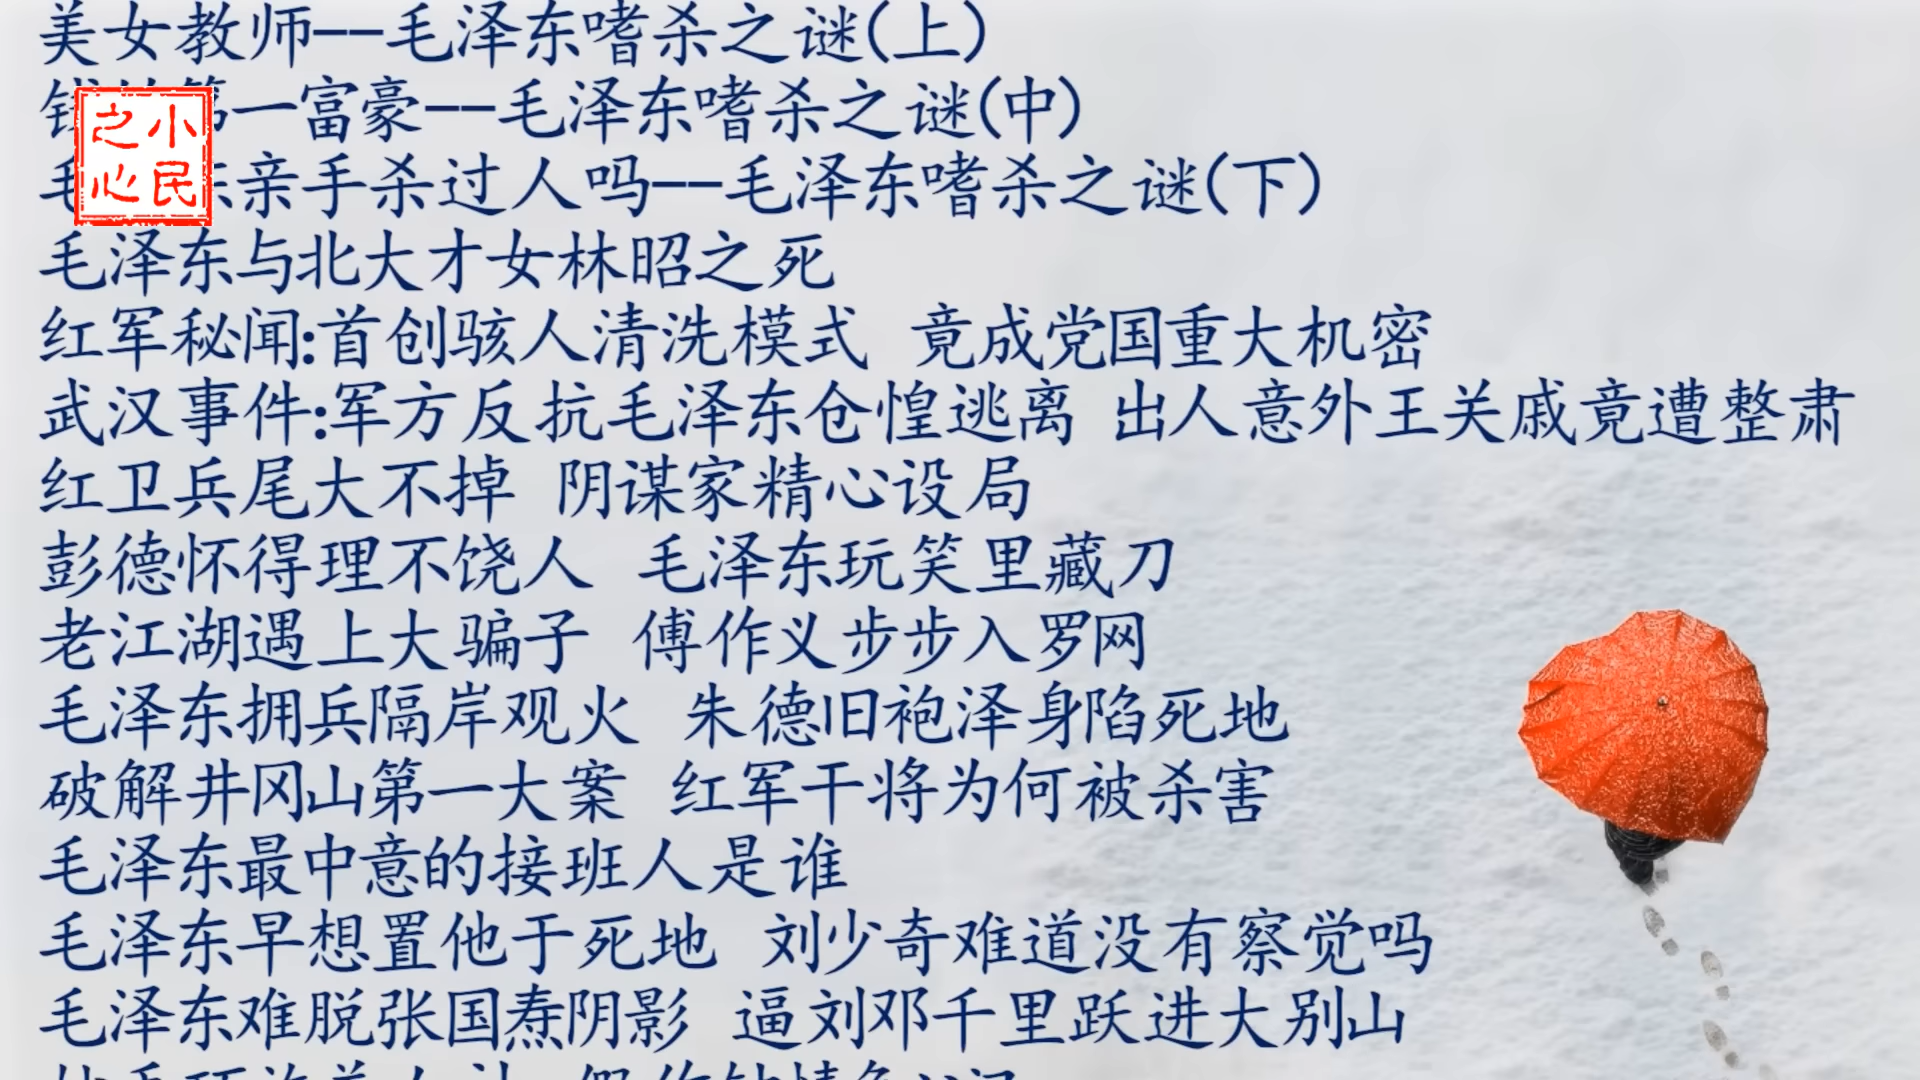 美女教师--毛泽东嗜杀之谜(上)
第一富豪--毛泽东嗜杀之谜(中)
毛 东亲手杀过人吗--毛泽东嗜杀之谜(下)
小民之心
毛泽东与北大才女林昭之死
红军秘闻:首创骇人清洗模式 竟成党国重大机密
武汉事件:军方反抗毛泽东仓惶逃离 出人意外王关戚竟遭整肃
红卫兵尾大不掉 阴谋家精心设局
彭德怀得理不饶人 毛泽东玩笑里藏刀
老江湖遇上大骗子 傅作义步步入罗网
毛泽东拥兵隔岸观火 朱德旧袍泽身陷死地
破解井冈山第一大案 红军干将为何被杀害
毛泽东最中意的接班人是谁
毛泽东早想置他于死地 刘少奇难道没有察觉吗
毛泽东难脱张国焘阴影 逼刘邓千里跃进大别山